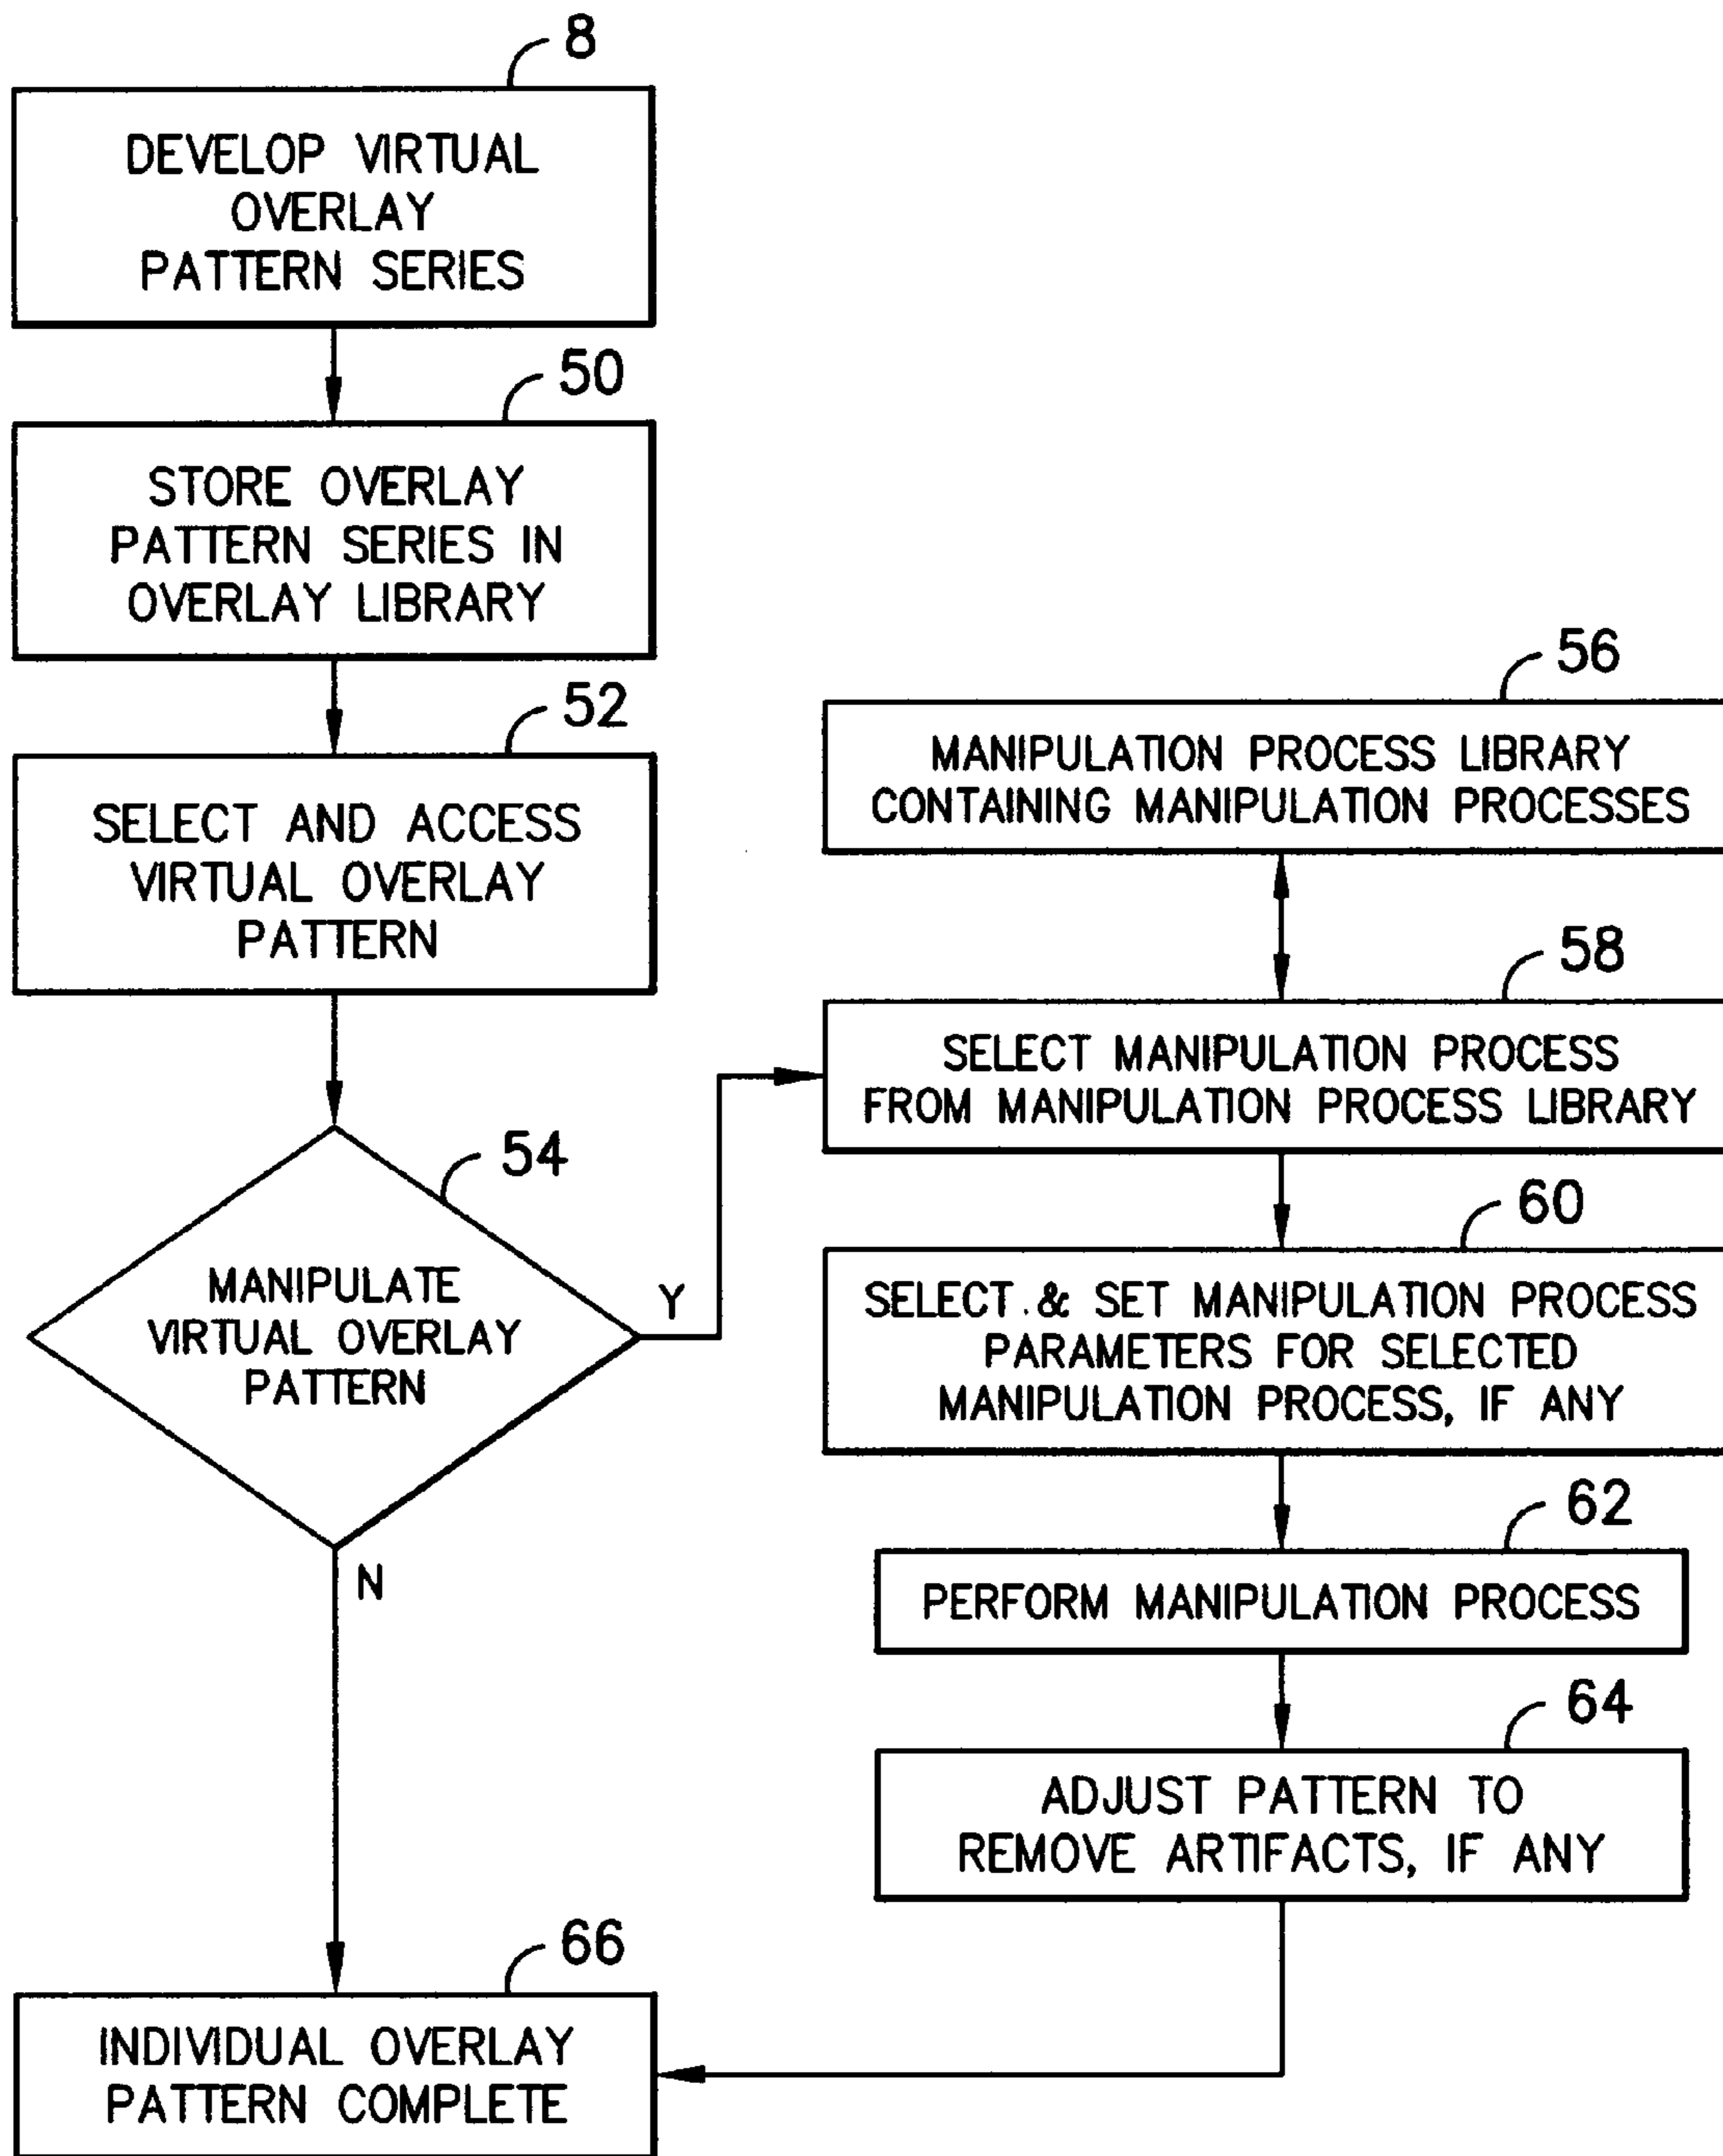 8
DEVELOP VIRTUAL
OVERLAY
PATTERN SERIES
50
STORE OVERLAY
PATTERN SERIES IN
OVERLAY LIBRARY
52
SELECT AND ACCESS
VIRTUAL OVERLAY
PATTERN
54
MANIPULATE
VIRTUAL OVERLAY
PATTERN
Y
N
56
MANIPULATION PROCESS LIBRARY
CONTAINING MANIPULATION PROCESSES
58
SELECT MANIPULATION PROCESS
FROM MANIPULATION PROCESS LIBRARY
60
SELECT & SET MANIPULATION PROCESS
PARAMETERS FOR SELECTED
MANIPULATION PROCESS, IF ANY
62
PERFORM MANIPULATION PROCESS
64
ADJUST PATTERN TO
REMOVE ARTIFACTS, IF ANY
66
INDIVIDUAL OVERLAY
PATTERN COMPLETE